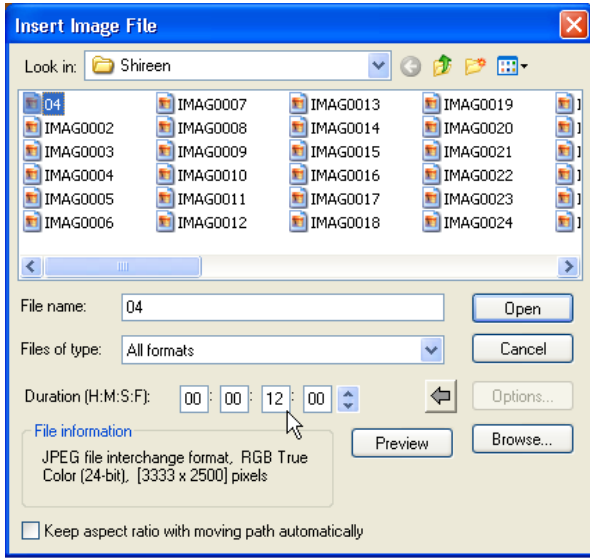 Insert Image File
Look in: Shireen
04 IMAG0007 IMAG0013 IMAG0019 I
IMAG0002 IMAG0008 IMAG0014 IMAG0020 I
IMAG0003 IMAG0009 IMAG0015 IMAG0021 I
IMAG0004 IMAG0010 IMAG0016 IMAG0022 I
IMAG0005 IMAG0011 IMAG0017 IMAG0023 I
IMAG0006 IMAG0012 IMAG0018 IMAG0024 I
File name: 04 Open
Files of type: All formats Cancel
Duration (H:M:S:F): 00 : 00 : 12 : 00 Options...
File information Preview Browse...
JPEG file interchange format, RGB True
Color (24-bit), [3333 x 2500] pixels
Keep aspect ratio with moving path automatically